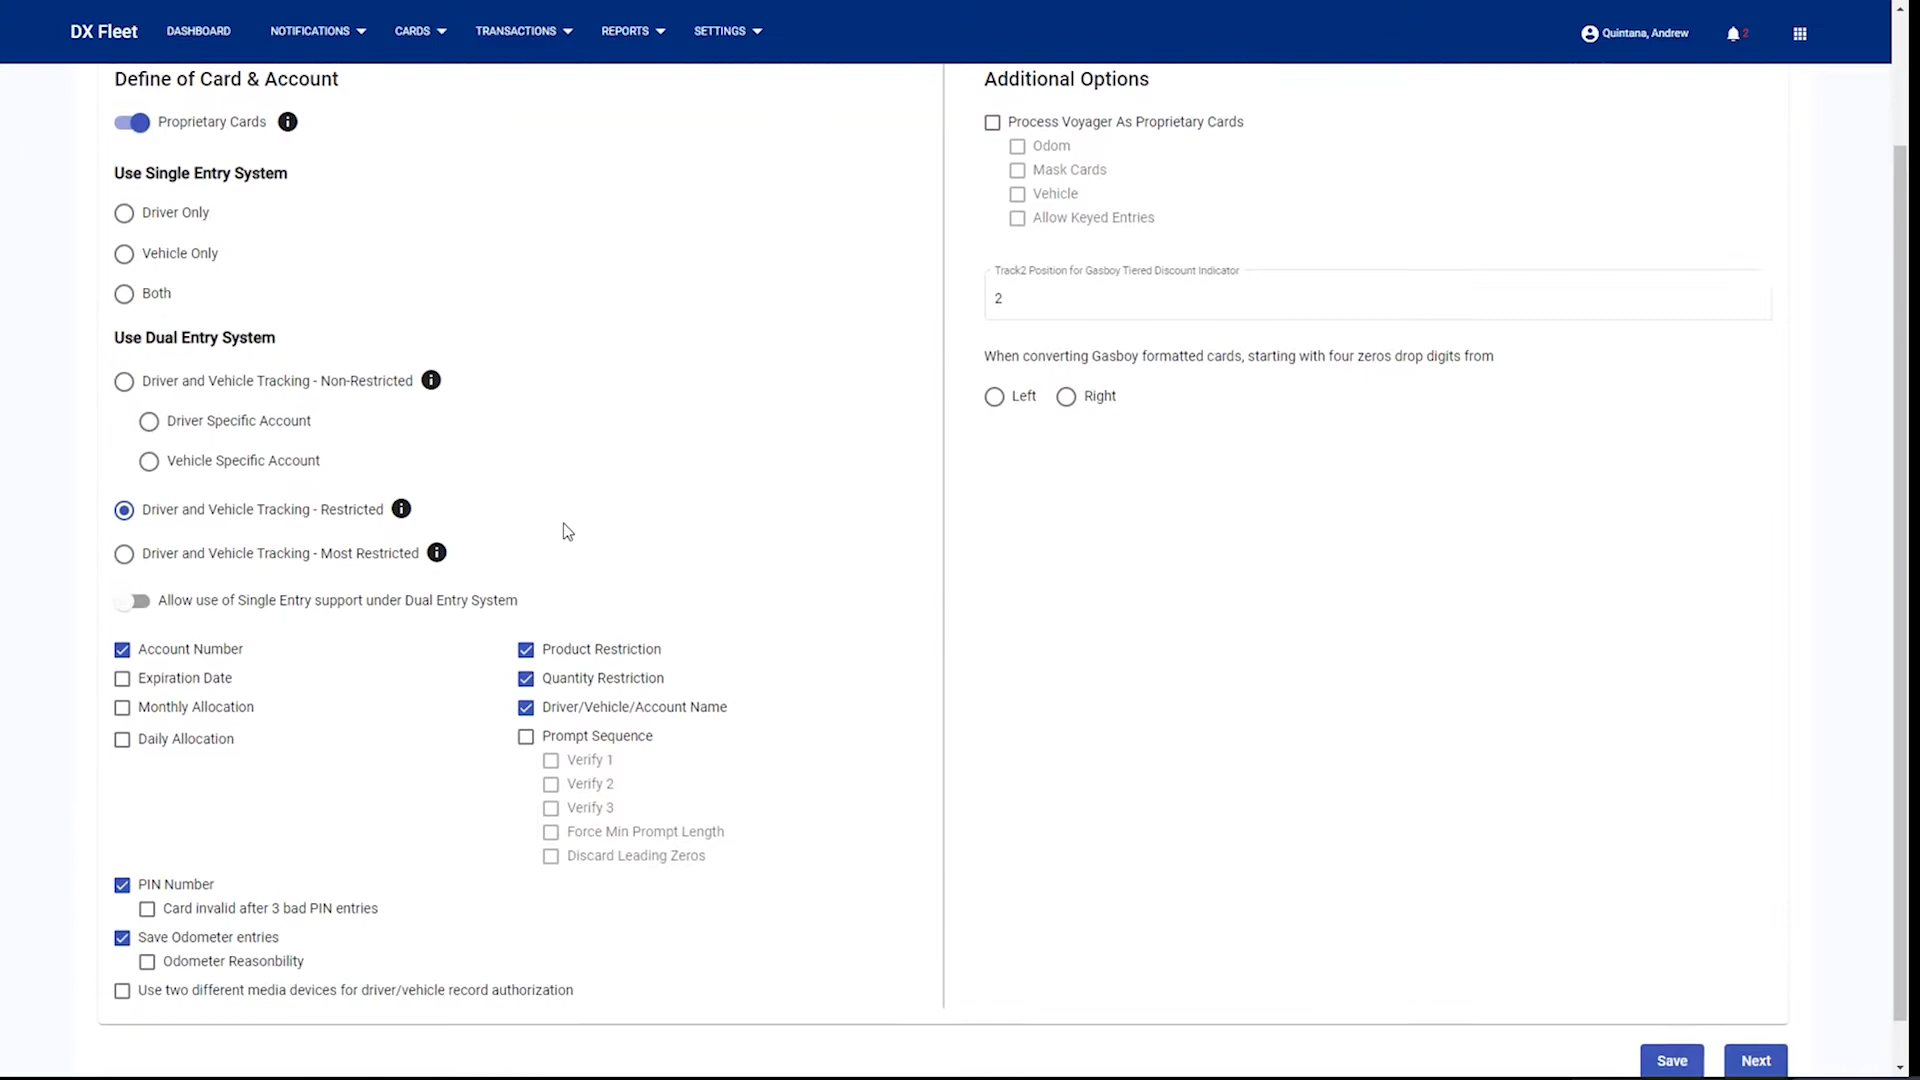 DX Fleet
DASHBOARD
NOTIFICATIONS
CARDS
TRANSACTIONS
REPORTS
SETTINGS
Quintana, Andrew
2
Define of Card & Account
Proprietary Cards
Use Single Entry System
Driver Only
Vehicle Only
Both
Use Dual Entry System
Driver and Vehicle Tracking - Non-Restricted
Driver Specific Account
Vehicle Specific Account
Driver and Vehicle Tracking - Restricted
Driver and Vehicle Tracking - Most Restricted
Allow use of Single Entry support under Dual Entry System
Account Number
Expiration Date
Monthly Allocation
Daily Allocation
Product Restriction
Quantity Restriction
Driver/Vehicle/Account Name
Prompt Sequence
Verify 1
Verify 2
Verify 3
Force Min Prompt Length
Discard Leading Zeros
PIN Number
Card invalid after 3 bad PIN entries
Save Odometer entries
Odometer Reasonbility
Use two different media devices for driver/vehicle record authorization
Additional Options
Process Voyager As Proprietary Cards
Odom
Mask Cards
Vehicle
Allow Keyed Entries
Track2 Position for Gasboy Tiered Discount Indicator
2
When converting Gasboy formatted cards, starting with four zeros drop digits from
Left
Right
Save
Next